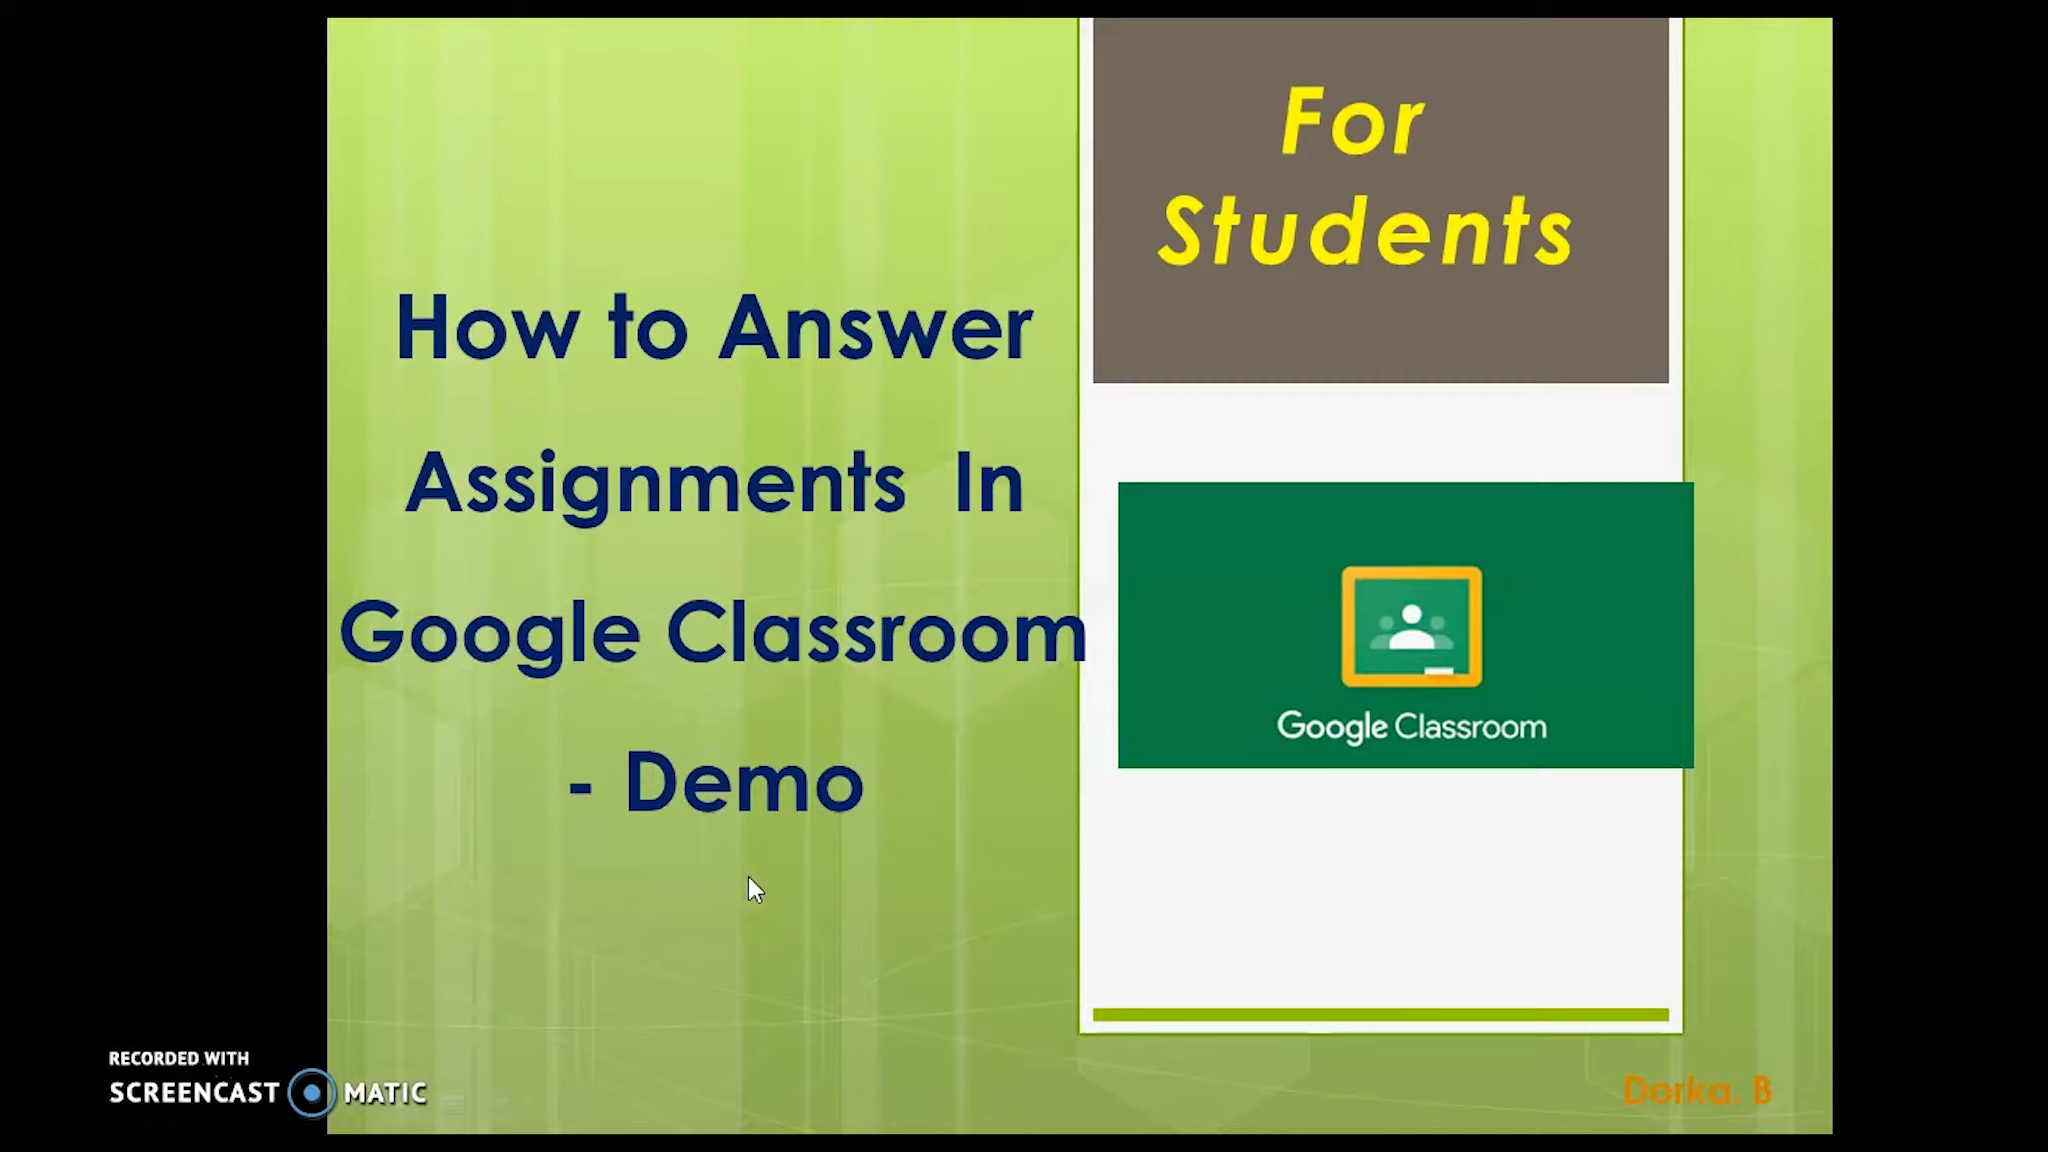 For
Students
How to Answer
Assignments In
Google Classroom
- Demo
Google Classroom
RECORDED WITH
SCREENCAST MATIC
Dorka. B